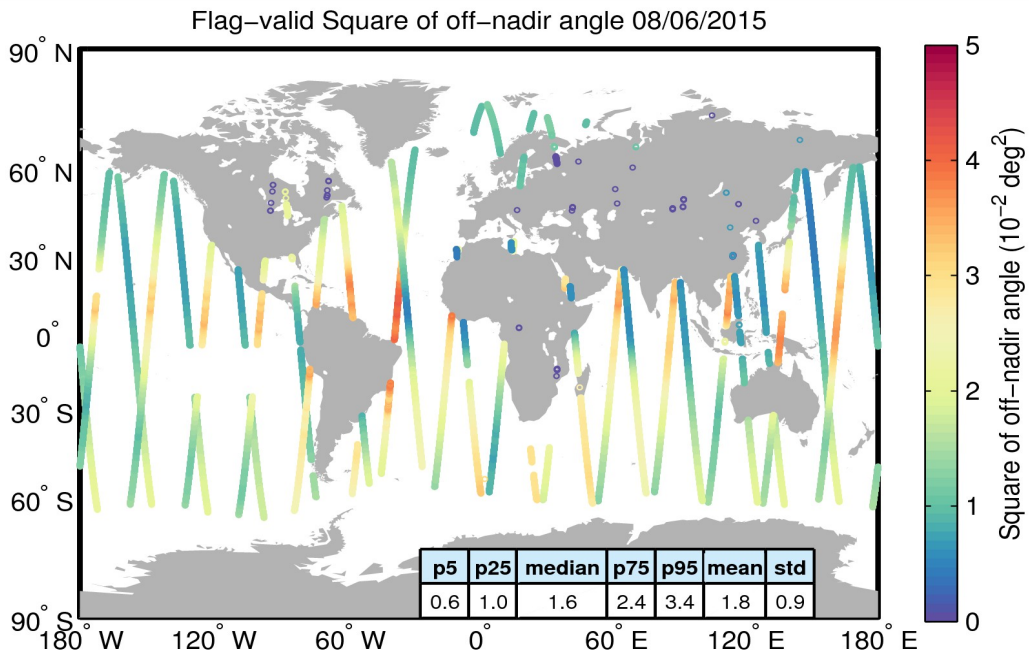 Flag−valid Square of off−nadir angle 08/06/2015
90° N
60° N
30° N
0°
30° S
60° S
90° S
180° W
120° W
60° W
0°
60° E
120° E
180° E
p5 p25 median p75 p95 mean std
0.6 1.0 1.6 2.4 3.4 1.8 0.9
5
4
3
2
1
0
Square of off−nadir angle (10⁻² deg²)